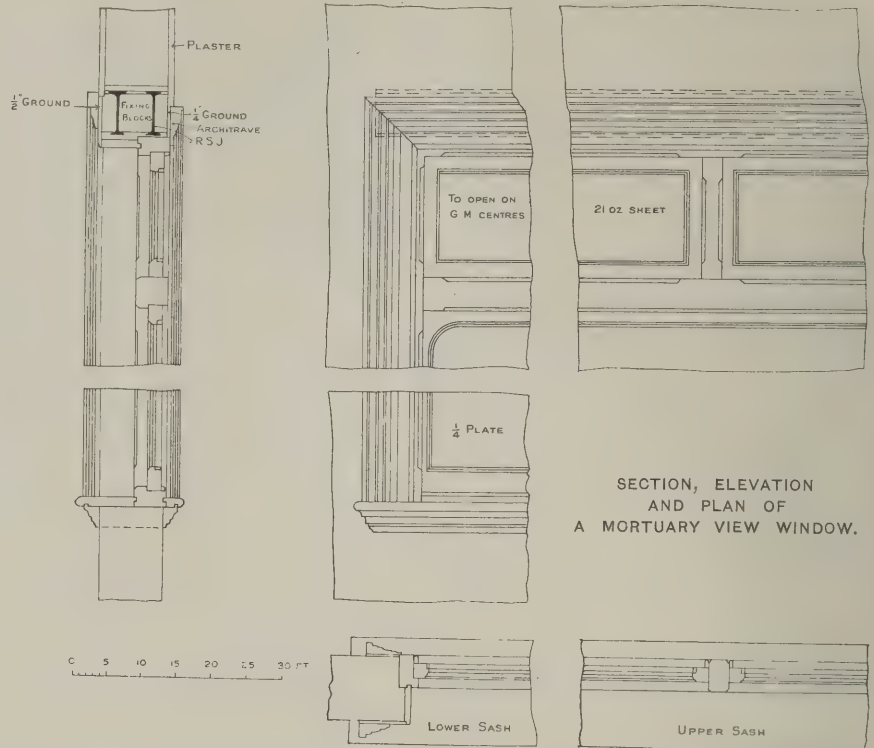 PLASTER
½" GROUND
FIXING
BLOCKS
¼" GROUND
ARCHITRAVE
RSJ
TO OPEN ON
G M CENTRES
21 OZ SHEET
¼ PLATE
SECTION, ELEVATION
AND PLAN OF
A MORTUARY VIEW WINDOW.
0 5 10 15 20 25 30 FT
LOWER SASH
UPPER SASH